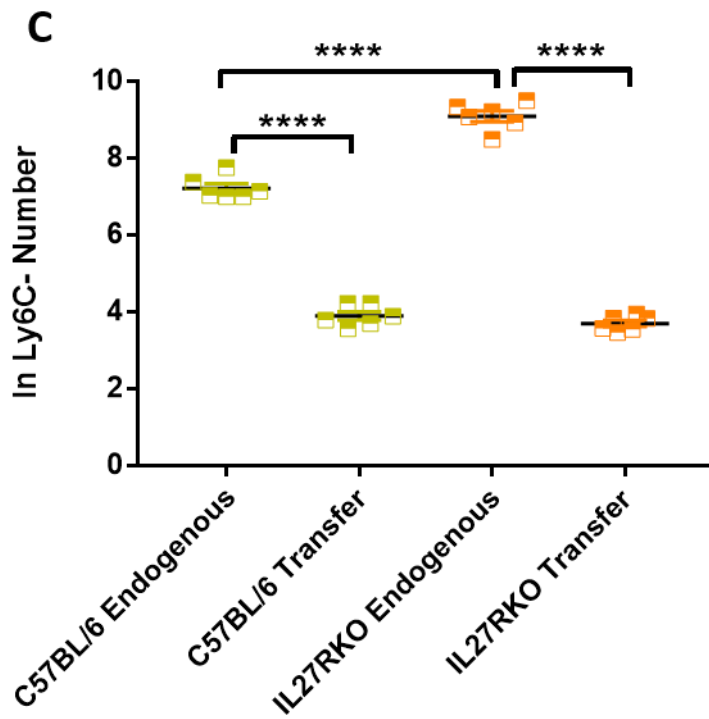 C
****
****
****
10
8
6
4
2
0
ln Ly6C- Number
C57BL/6 Endogenous
C57BL/6 Transfer
IL27RKO Endogenous
IL27RKO Transfer